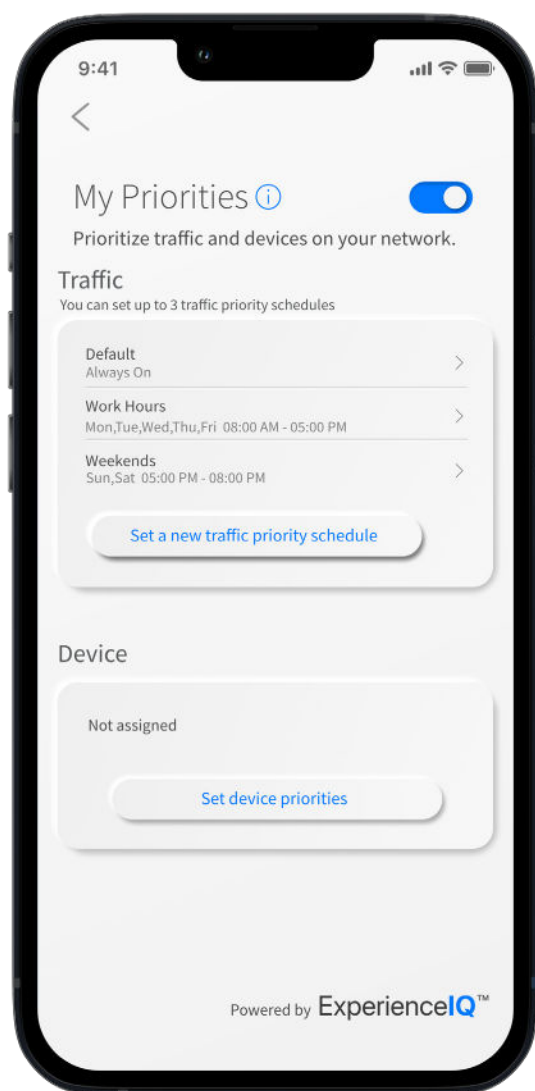 9:41
My Priorities
Prioritize traffic and devices on your network.
Traffic
You can set up to 3 traffic priority schedules
Default
Always On
Work Hours
Mon,Tue,Wed,Thu,Fri 08:00 AM - 05:00 PM
Weekends
Sun,Sat 05:00 PM - 08:00 PM
Set a new traffic priority schedule
Device
Not assigned
Set device priorities
Powered by ExperienceIQ™